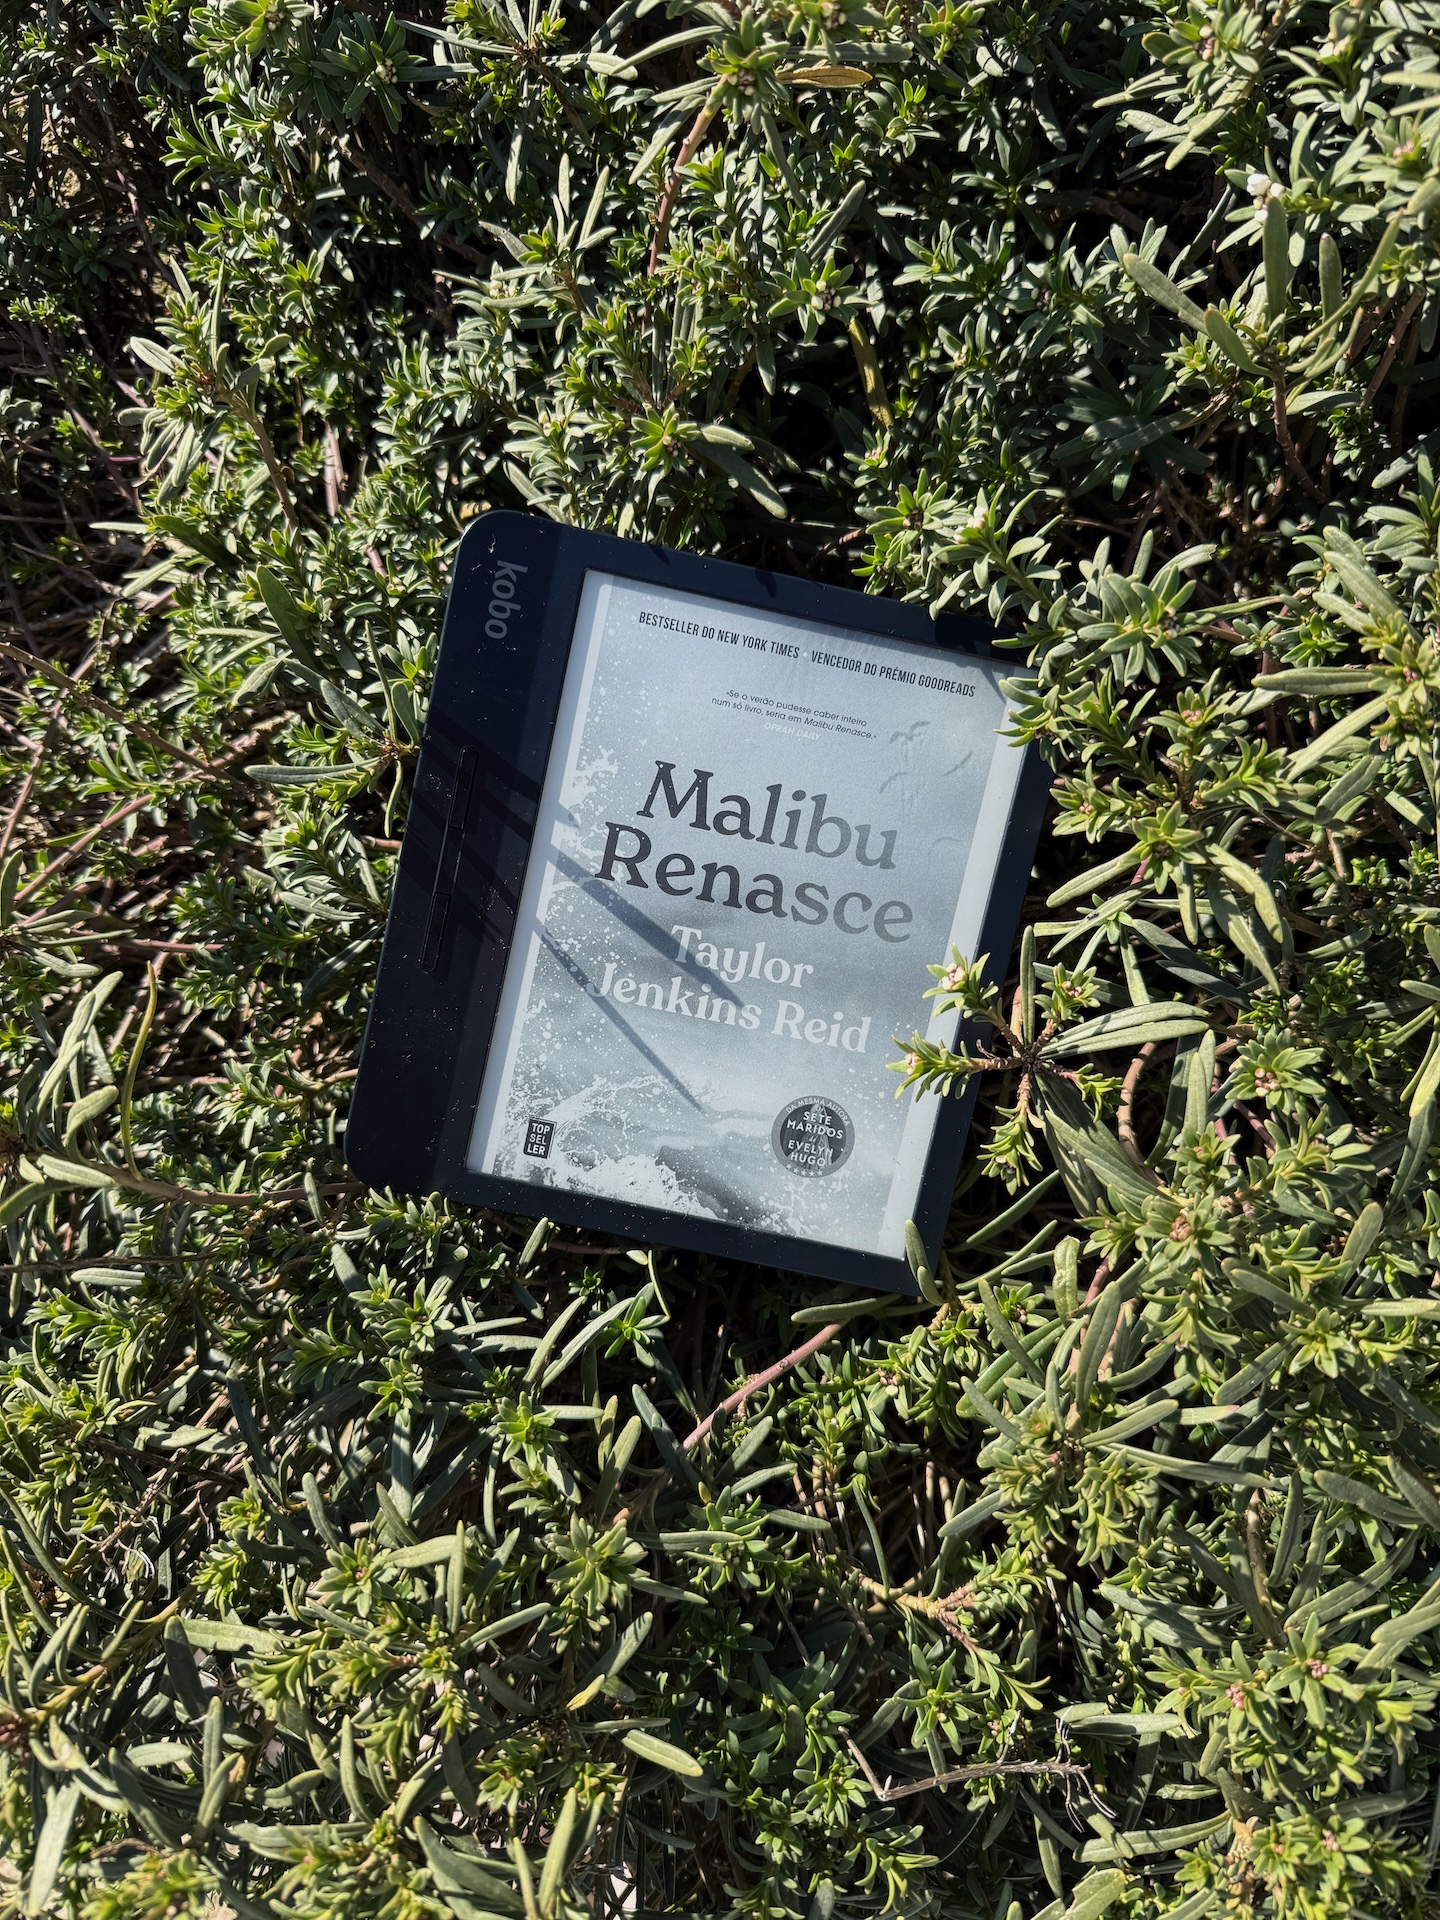 kobo
BESTSELLER DO NEW YORK TIMES • VENCEDOR DO PRÉMIO GOODREADS
«Se o verão pudesse caber inteiro
num só livro, seria em Malibu Renasce.»
OPRAH DAILY
Malibu
Renasce
Taylor
Jenkins Reid
TOP
SEL
LER
DA MESMA AUTORA
SETE
MARIDOS
EVELYN
HUGO